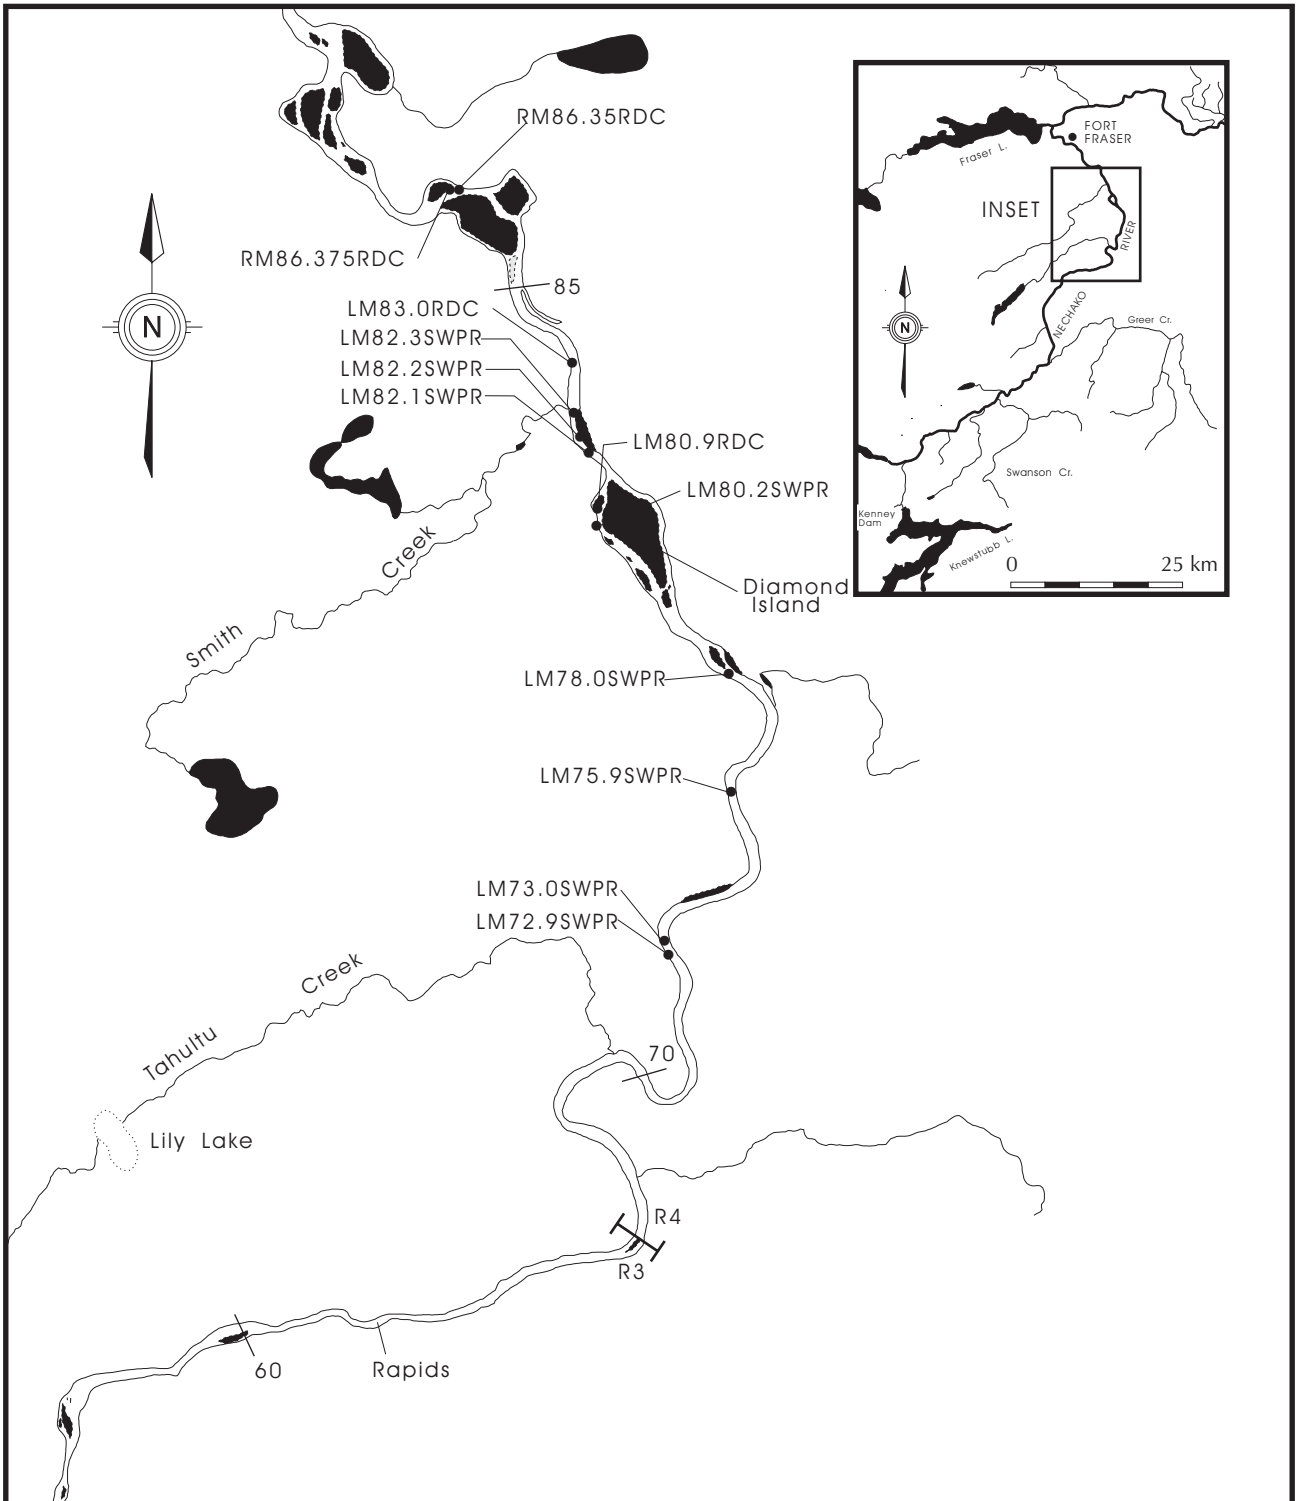 RM86.35RDC
RM86.375RDC
85
LM83.0RDC
LM82.3SWPR
LM82.2SWPR
LM82.1SWPR
LM80.9RDC
LM80.2SWPR
N
Diamond
Island
Smith Creek
LM78.0SWPR
LM75.9SWPR
LM73.0SWPR
LM72.9SWPR
Tahultu Creek
70
Lily Lake
R4
R3
60
Rapids
FORT
FRASER
Fraser L.
INSET
RIVER
NECHAKO
Greer Cr.
N
Swanson Cr.
Kenney
Dam
Knewstubb L.
0 25 km